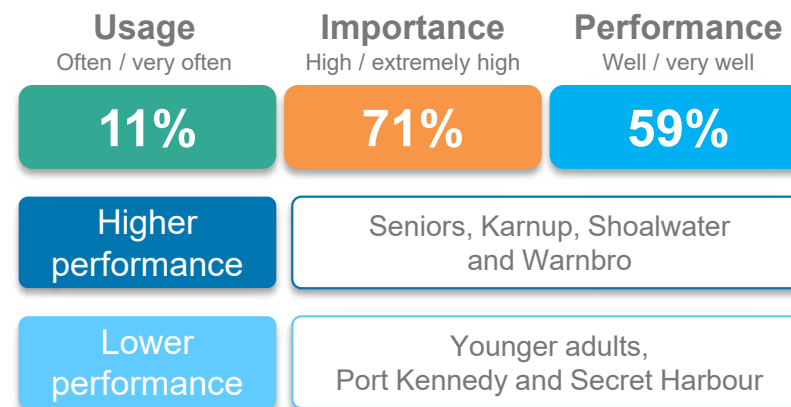 Usage
Often / very often
Importance
High / extremely high
Performance
Well / very well
11%
71%
59%
Higher
performance
Seniors, Karnup, Shoalwater
and Warnbro
Lower
performance
Younger adults,
Port Kennedy and Secret Harbour